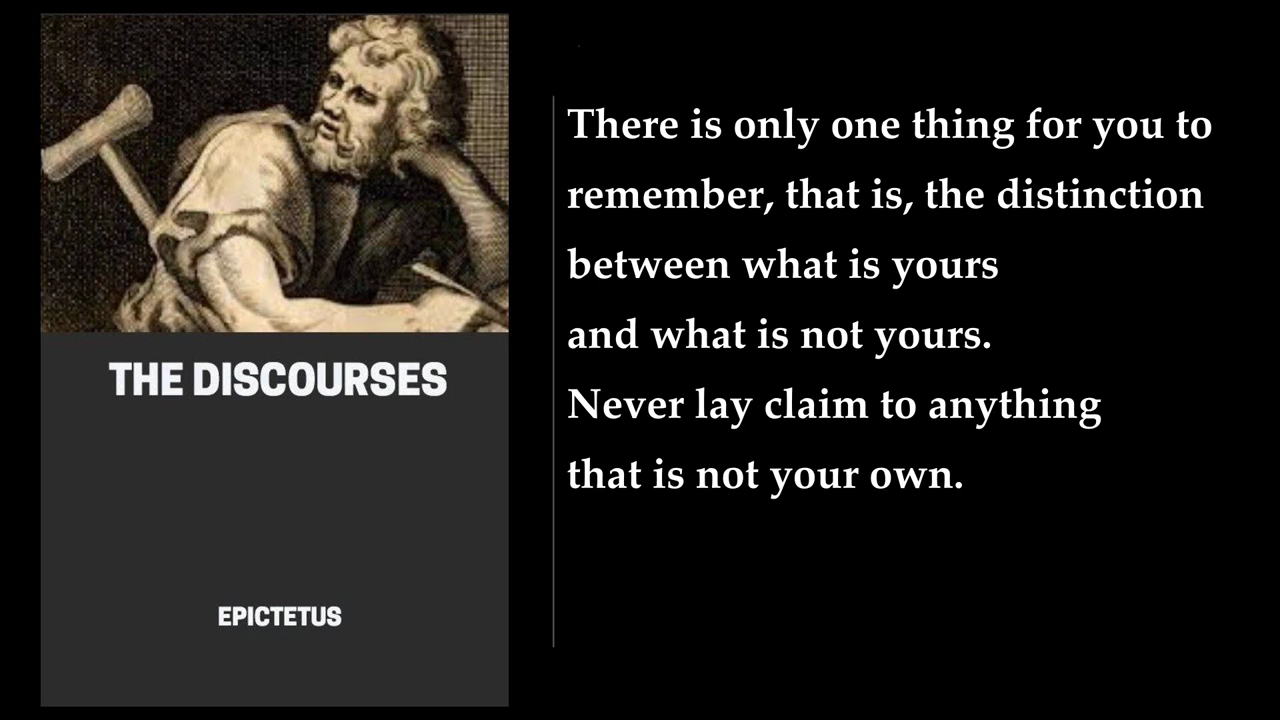 THE DISCOURSES
EPICTETUS
There is only one thing for you to
remember, that is, the distinction
between what is yours
and what is not yours.
Never lay claim to anything
that is not your own.